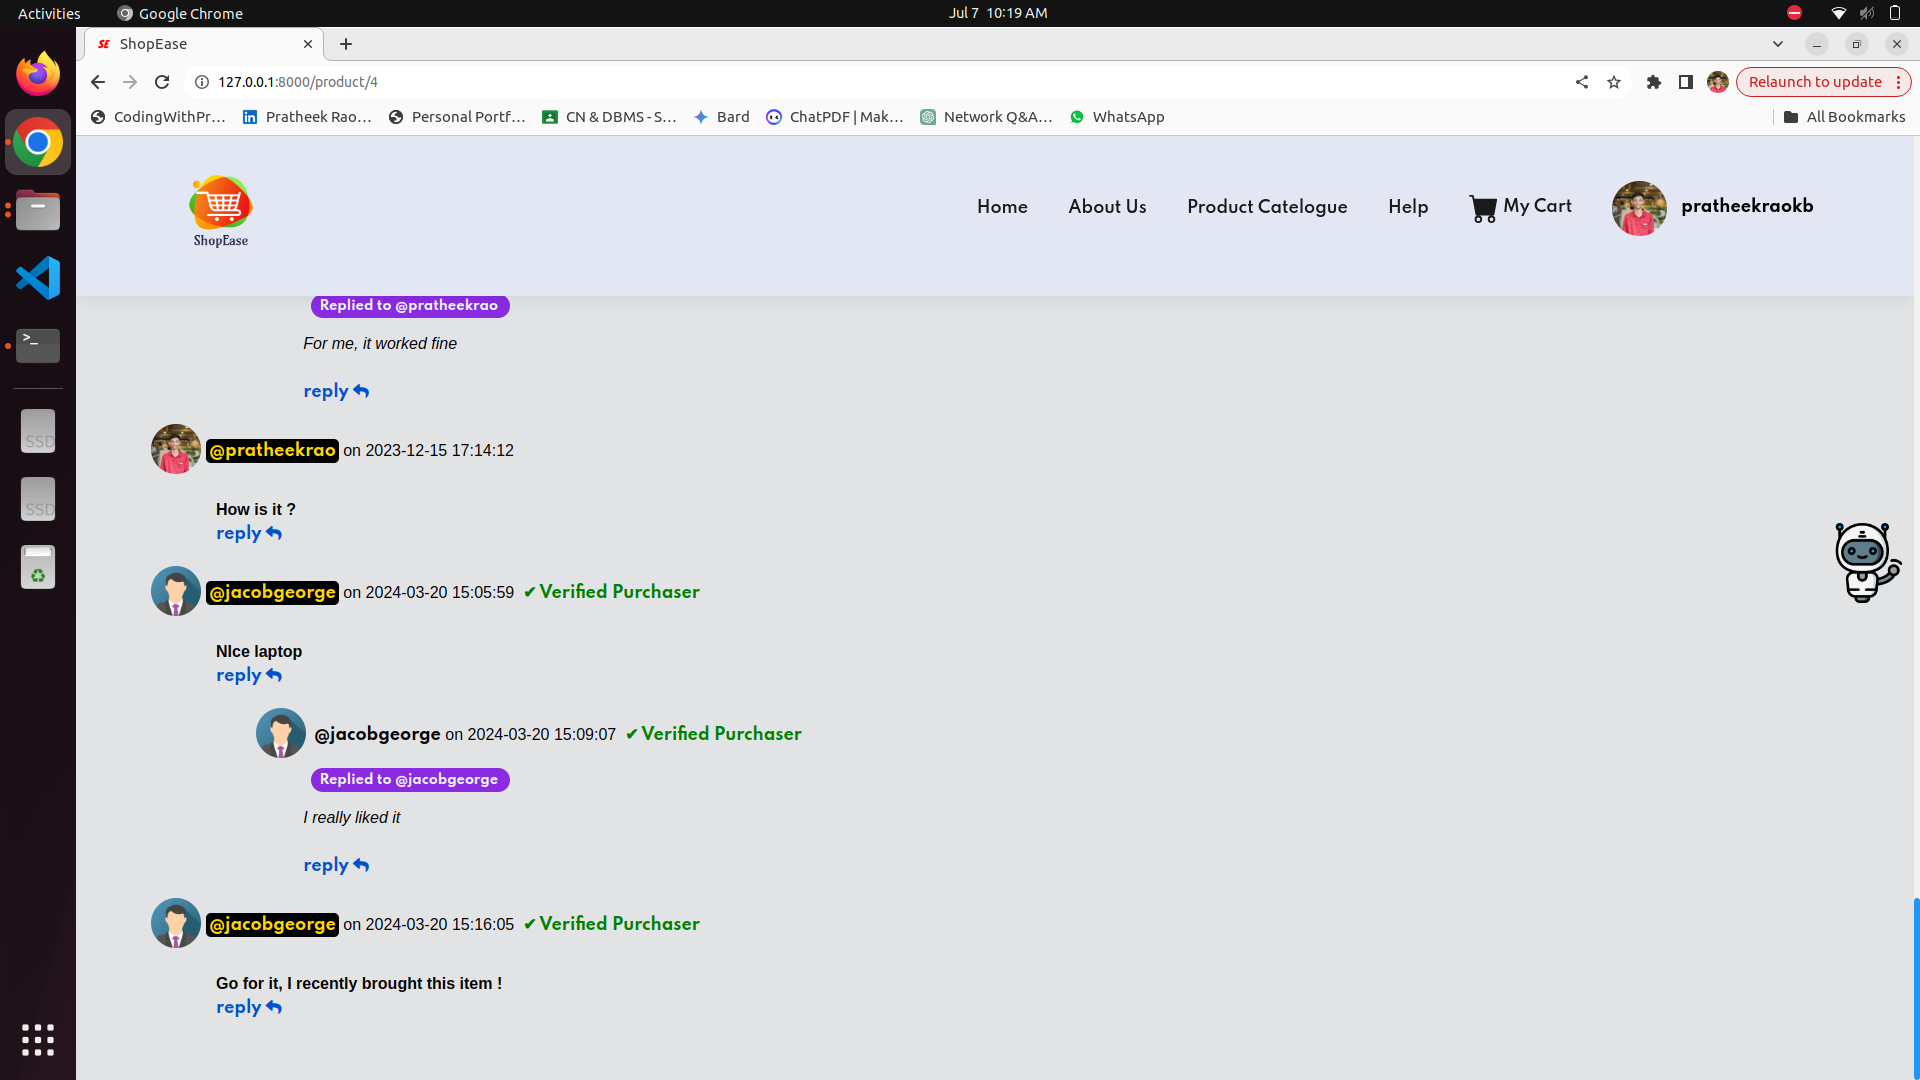 Activities Google Chrome Jul 7 10:19 AM
SE ShopEase
127.0.0.1:8000/product/4 Relaunch to update
CodingWithPr... Pratheek Rao... Personal Portf... CN & DBMS - S... Bard ChatPDF | Mak... Network Q&A... WhatsApp All Bookmarks
ShopEase
Home About Us Product Catelogue Help My Cart pratheekraokb
Replied to @pratheekrao
For me, it worked fine
reply
@pratheekrao on 2023-12-15 17:14:12
How is it ?
reply
@jacobgeorge on 2024-03-20 15:05:59 ✔ Verified Purchaser
NIce laptop
reply
@jacobgeorge on 2024-03-20 15:09:07 ✔ Verified Purchaser
Replied to @jacobgeorge
I really liked it
reply
@jacobgeorge on 2024-03-20 15:16:05 ✔ Verified Purchaser
Go for it, I recently brought this item !
reply
>_
SSD
SSD